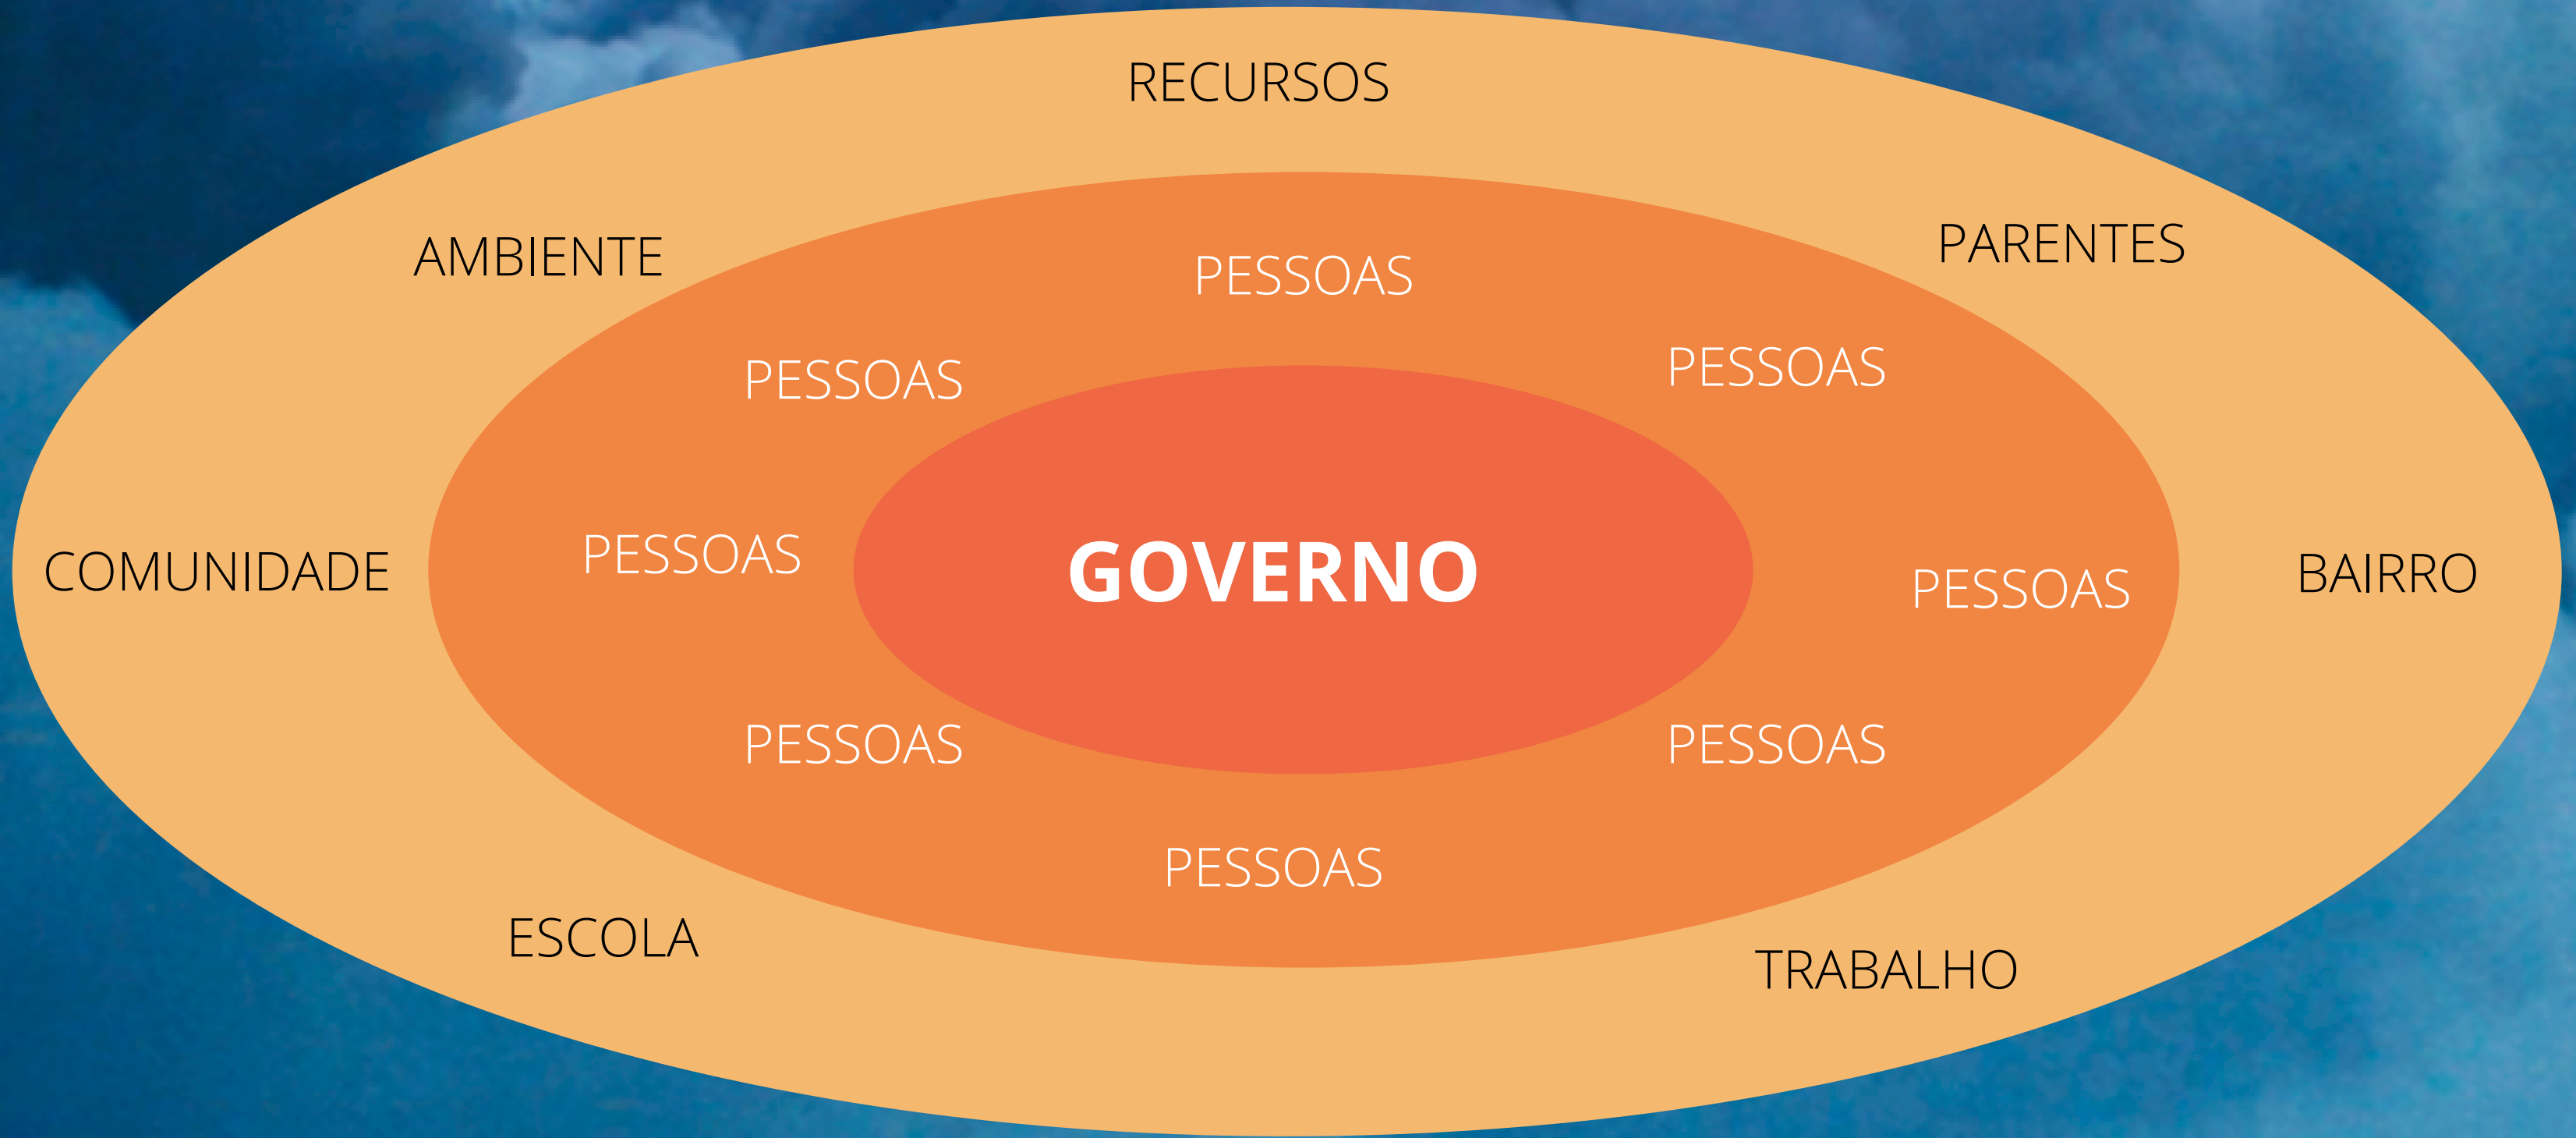 RECURSOS
AMBIENTE
PARENTES
PESSOAS
PESSOAS
PESSOAS
COMUNIDADE
PESSOAS
GOVERNO
PESSOAS
BAIRRO
PESSOAS
PESSOAS
PESSOAS
ESCOLA
TRABALHO